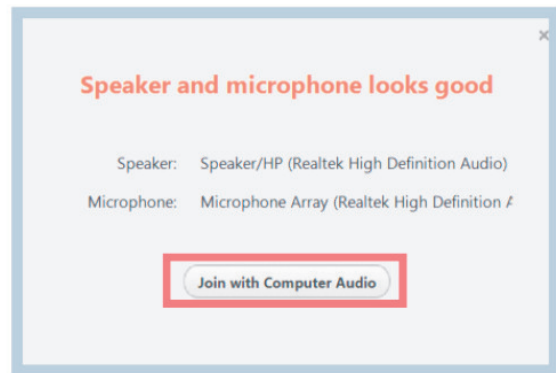 Speaker and microphone looks good
Speaker: Speaker/HP (Realtek High Definition Audio)
Microphone: Microphone Array (Realtek High Definition
Join with Computer Audio